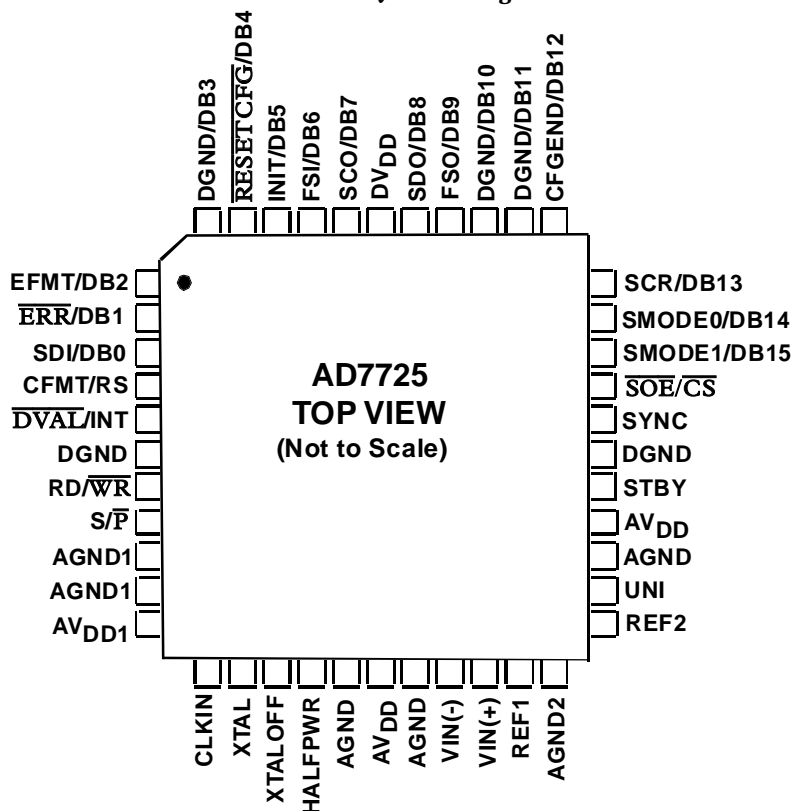 DGND/DB3
RESETCFG/DB4
INIT/DB5
FSI/DB6
SCO/DB7
DVDD
SDO/DB8
FSO/DB9
DGND/DB10
DGND/DB11
CFGEND/DB12
EFMT/DB2
ERR/DB1
SDI/DB0
CFMT/RS
DVAL/INT
DGND
RD/WR
S/P
AGND1
AGND1
AVDD1
AD7725
TOP VIEW
(Not to Scale)
SCR/DB13
SMODE0/DB14
SMODE1/DB15
SOE/CS
SYNC
DGND
STBY
AVDD
AGND
UNI
REF2
CLKIN
XTAL
XTALOFF
HALFPWR
AGND
AVDD
AGND
VIN(-)
VIN(+)
REF1
AGND2